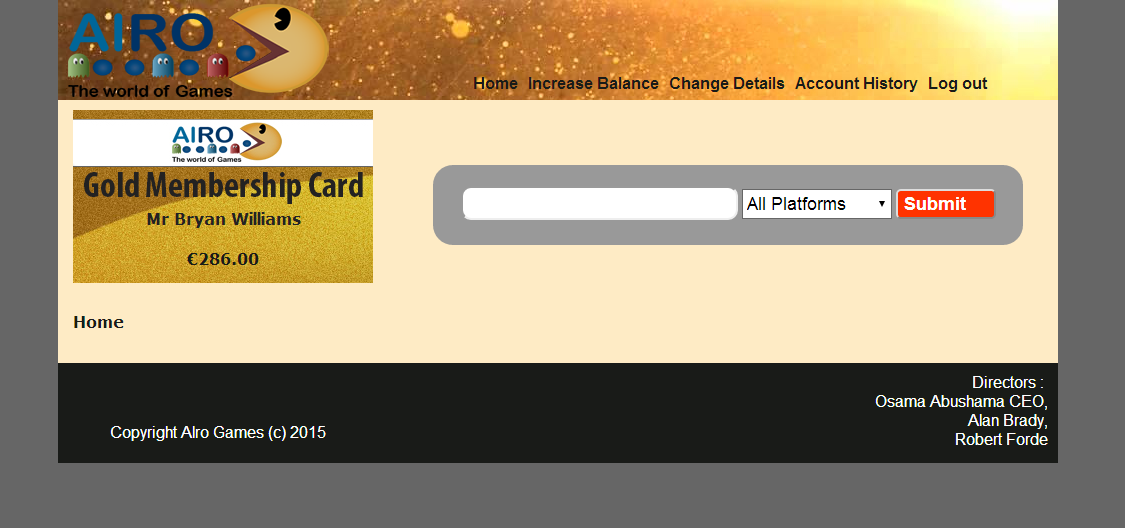 AIRO
The world of Games
Home Increase Balance Change Details Account History Log out
AIRO
The world of Games
Gold Membership Card
Mr Bryan Williams
€286.00
All Platforms
Submit
Home
Directors :
Osama Abushama CEO,
Alan Brady,
Robert Forde
Copyright AIro Games (c) 2015